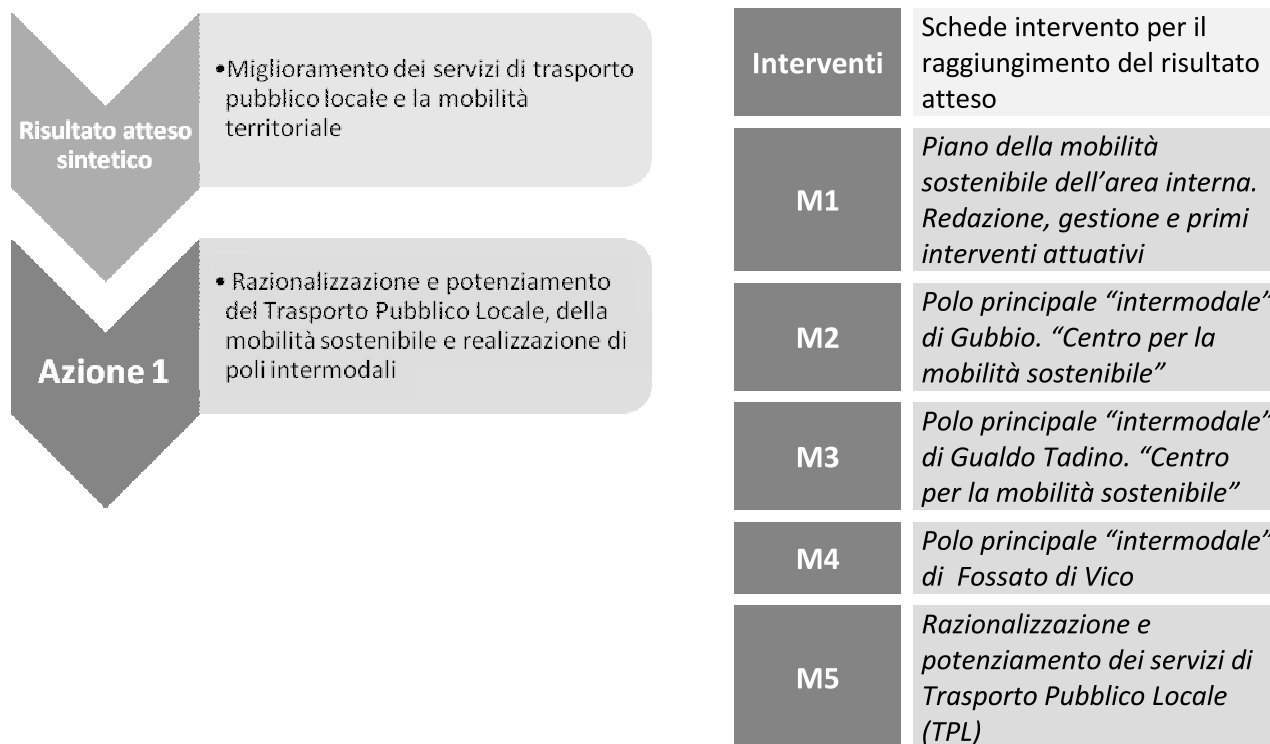 Risultato atteso
sintetico
•Miglioramento dei servizi di trasporto
pubblico locale e la mobilità
territoriale
Azione 1
• Razionalizzazione e potenziamento
del Trasporto Pubblico Locale, della
mobilità sostenibile e realizzazione di
poli intermodali
Interventi
Schede intervento per il
raggiungimento del risultato
atteso
M1
Piano della mobilità
sostenibile dell’area interna.
Redazione, gestione e primi
interventi attuativi
M2
Polo principale “intermodale”
di Gubbio. “Centro per la
mobilità sostenibile”
M3
Polo principale “intermodale”
di Gualdo Tadino. “Centro
per la mobilità sostenibile”
M4
Polo principale “intermodale”
di Fossato di Vico
M5
Razionalizzazione e
potenziamento dei servizi di
Trasporto Pubblico Locale
(TPL)